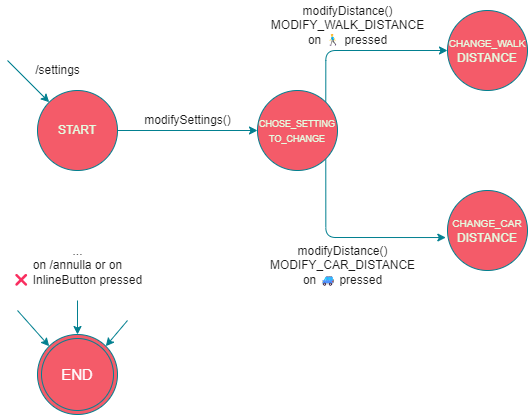 modifyDistance()
MODIFY_WALK_DISTANCE
on 🚶 pressed
CHANGE_WALK
DISTANCE
/settings
START
modifySettings()
CHOSE_SETTING
TO_CHANGE
CHANGE_CAR
DISTANCE
modifyDistance()
MODIFY_CAR_DISTANCE
on 🚙 pressed
...
on /annulla or on
❌ InlineButton pressed
END